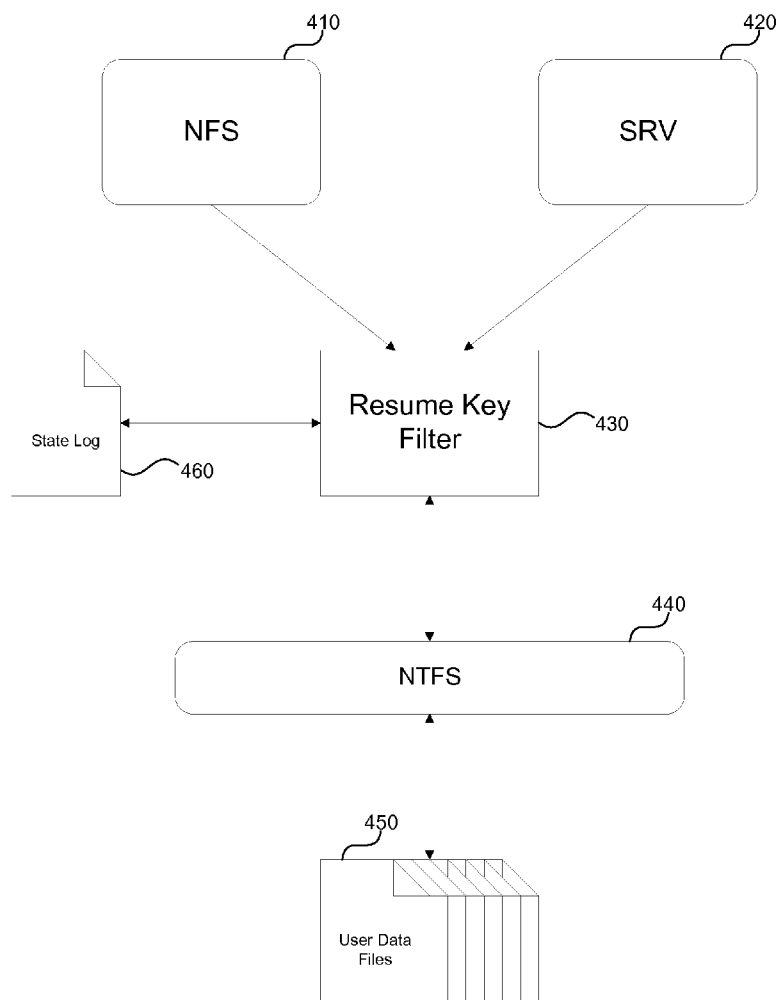 410
420
NFS
SRV
Resume Key
Filter
430
State Log
460
440
NTFS
450
User Data
Files